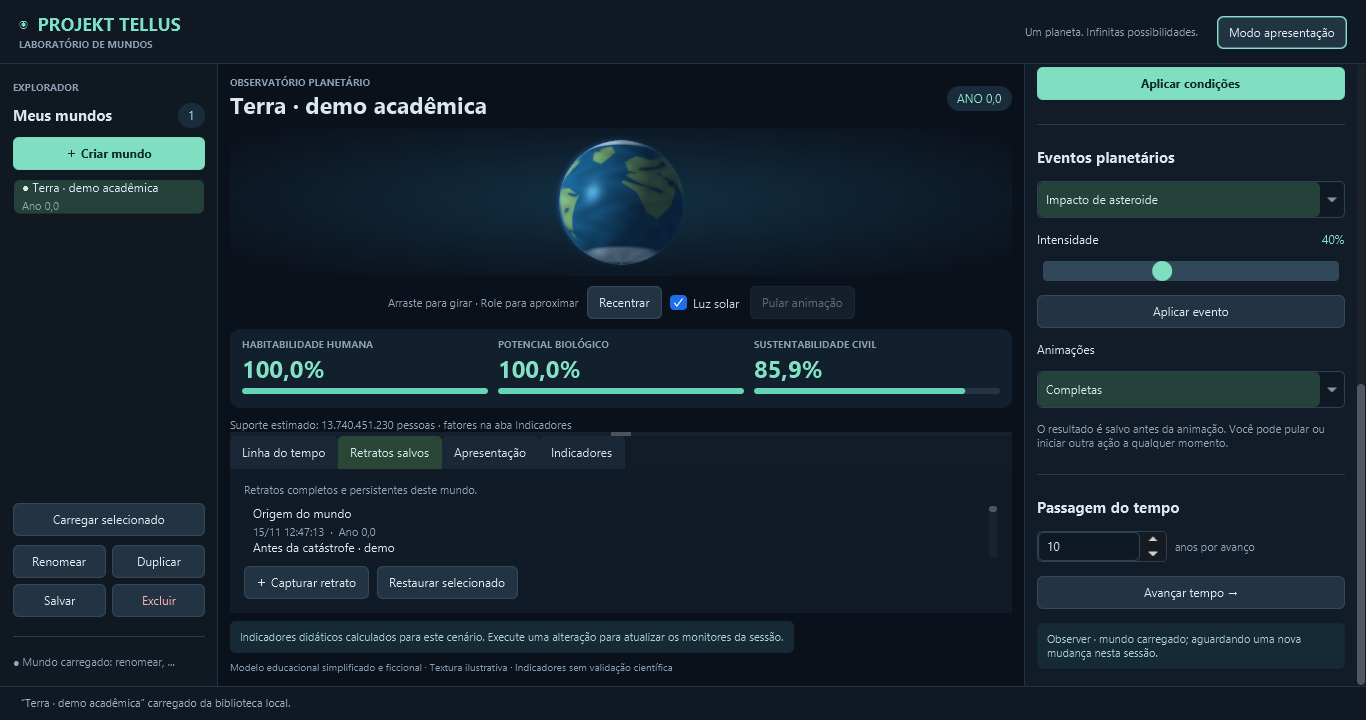 PROJEKT TELLUS
LABORATÓRIO DE MUNDOS
Um planeta. Infinitas possibilidades.
Modo apresentação
EXPLORADOR
Meus mundos
1
+ Criar mundo
● Terra · demo acadêmica
Ano 0,0
Carregar selecionado
Renomear
Duplicar
Salvar
Excluir
● Mundo carregado: renomear, ...
OBSERVATÓRIO PLANETÁRIO
Terra · demo acadêmica
ANO 0,0
Arraste para girar · Role para aproximar
Recentrar
Luz solar
Pular animação
HABITABILIDADE HUMANA
100,0%
POTENCIAL BIOLÓGICO
100,0%
SUSTENTABILIDADE CIVIL
85,9%
Suporte estimado: 13.740.451.230 pessoas · fatores na aba Indicadores
Linha do tempo
Retratos salvos
Apresentação
Indicadores
Retratos completos e persistentes deste mundo.
Origem do mundo
15/11 12:47:13 · Ano 0,0
Antes da catástrofe · demo
+ Capturar retrato
Restaurar selecionado
Indicadores didáticos calculados para este cenário. Execute uma alteração para atualizar os monitores da sessão.
Modelo educacional simplificado e ficcional · Textura ilustrativa · Indicadores sem validação científica
Aplicar condições
Eventos planetários
Impacto de asteroide
Intensidade
40%
Aplicar evento
Animações
Completas
O resultado é salvo antes da animação. Você pode pular ou
iniciar outra ação a qualquer momento.
Passagem do tempo
10
anos por avanço
Avançar tempo →
Observer · mundo carregado; aguardando uma nova
mudança nesta sessão.
"Terra · demo acadêmica" carregado da biblioteca local.